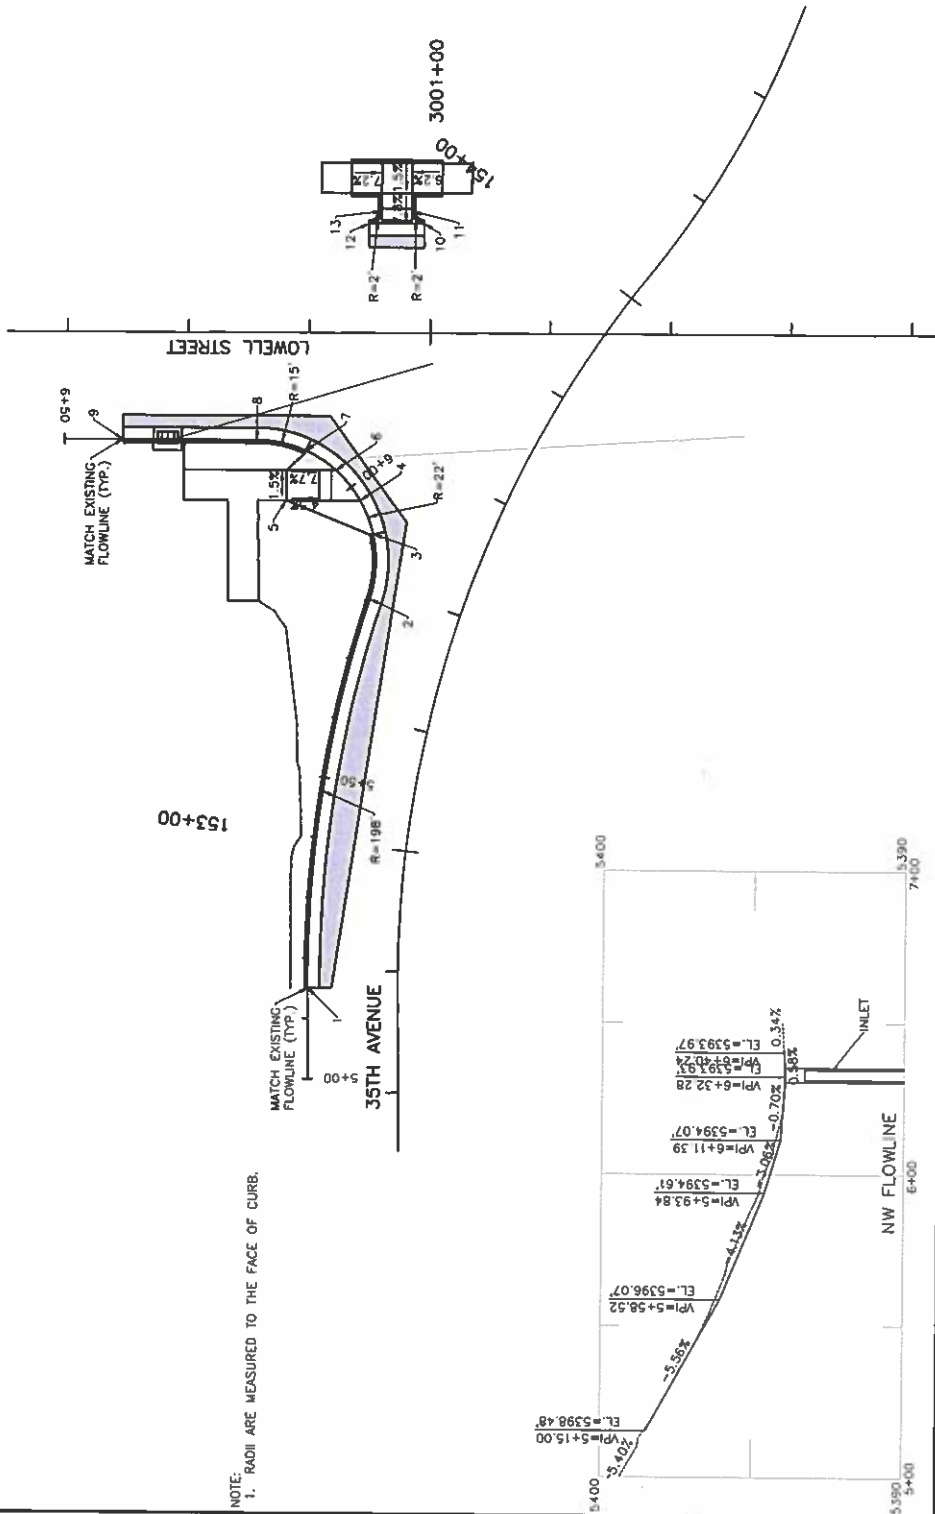 NOTE:
1. RADII ARE MEASURED TO THE FACE OF CURB.
MATCH EXISTING
FLOWLINE (TYP.)
6+50
9
8
R=15'
7
6
6+00
4
R=22'
3
5
1.5%
7.7%
2
153+00
5+50
R=198'
MATCH EXISTING
FLOWLINE (TYP.)
1
5+00
35TH AVENUE
LOWELL STREET
13
12
R=2'
R=2'
10
11
7.2%
1.5%
7.8%
6.2%
154+00
3001+00
5400
5400
5390
5+00
5390
7+00
6+00
-5.40%
VPI=5+15.00
EL.=5398.48'
-5.56%
VPI=5+58.52
EL.=5396.07'
-4.13%
VPI=5+93.84
EL.=5394.61'
-3.06%
VPI=6+11.39
EL.=5394.07'
-0.70%
VPI=6+32.28
EL.=5393.93'
0.58%
VPI=6+40.24
EL.=5393.97'
0.34%
INLET
NW FLOWLINE